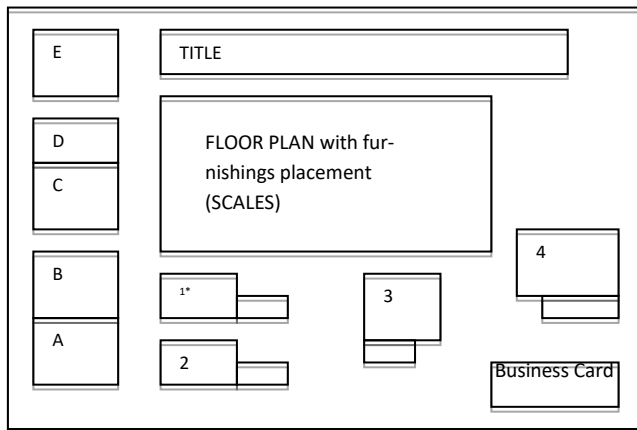 E
TITLE
D
FLOOR PLAN with fur-
nishings placement
(SCALES)
C
4
B
1*
3
A
2
Business Card